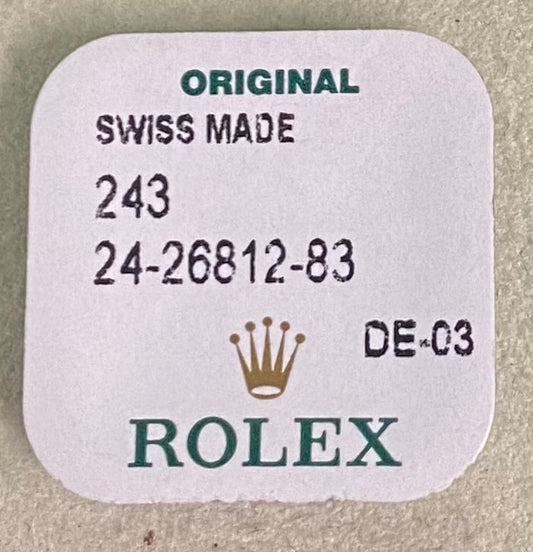 ORIGINAL
SWISS MADE
243
24-26812-83
DE-03
ROLEX